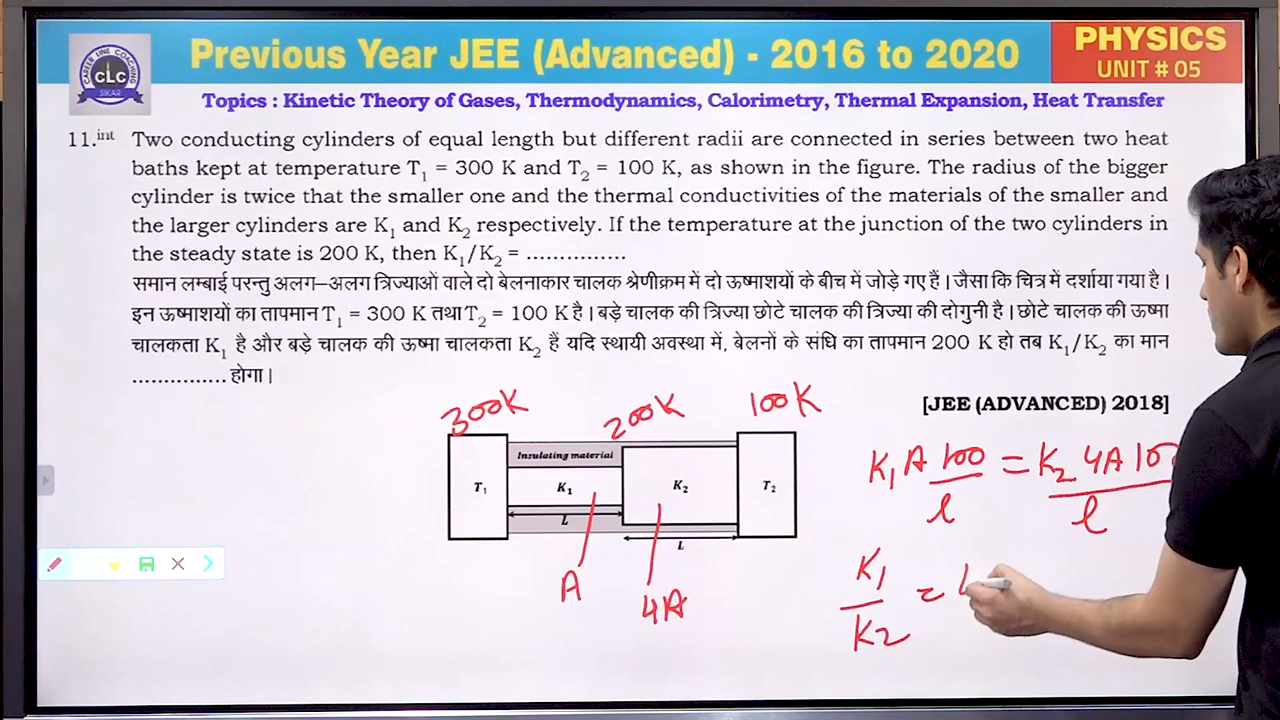 Previous Year JEE (Advanced) - 2016 to 2020
PHYSICS
UNIT # 05
CAREER LINE COACHING
CLC
SIKAR
Topics : Kinetic Theory of Gases, Thermodynamics, Calorimetry, Thermal Expansion, Heat Transfer
11.int Two conducting cylinders of equal length but different radii are connected in series between two heat
baths kept at temperature T1 = 300 K and T2 = 100 K, as shown in the figure. The radius of the bigger
cylinder is twice that the smaller one and the thermal conductivities of the materials of the smaller and
the larger cylinders are K1 and K2 respectively. If the temperature at the junction of the two cylinders in
the steady state is 200 K, then K1/K2 = ...............
समान लम्बाई परन्तु अलग–अलग त्रिज्याओं वाले दो बेलनाकार चालक श्रेणीक्रम में दो ऊष्माशयों के बीच में जोड़े गए हैं। जैसा कि चित्र में दर्शाया गया है।
इन ऊष्माशयों का तापमान T1 = 300 K तथा T2 = 100 K है। बड़े चालक की त्रिज्या छोटे चालक की त्रिज्या की दोगुनी है। छोटे चालक की ऊष्मा
चालकता K1 है और बड़े चालक की ऊष्मा चालकता K2 हैं यदि स्थायी अवस्था में, बेलनों के संधि का तापमान 200 K हो तब K1/K2 का मान
............... होगा।
[JEE (ADVANCED) 2018]
300K 200K 100K
Insulating material
T1 K1 K2 T2
L
L
A 4A
K1 A 100/l = K2 4A 100/l
K1/K2 =